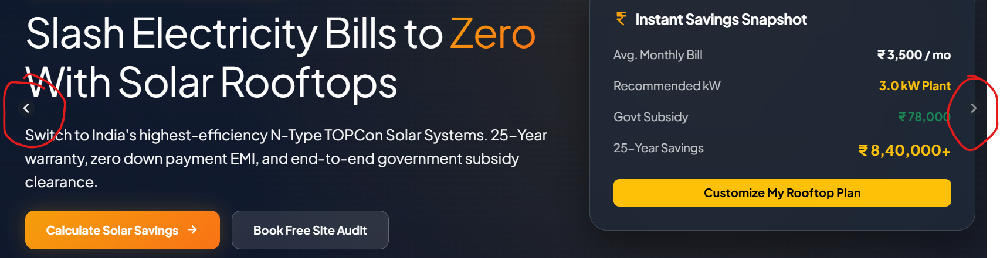 Slash Electricity Bills to Zero
With Solar Rooftops
Switch to India's highest-efficiency N-Type TOPCon Solar Systems. 25-Year
warranty, zero down payment EMI, and end-to-end government subsidy
clearance.
Calculate Solar Savings →
Book Free Site Audit
₹ Instant Savings Snapshot
Avg. Monthly Bill ₹ 3,500 / mo
Recommended kW 3.0 kW Plant
Govt Subsidy ₹ 78,000
25-Year Savings ₹ 8,40,000+
Customize My Rooftop Plan